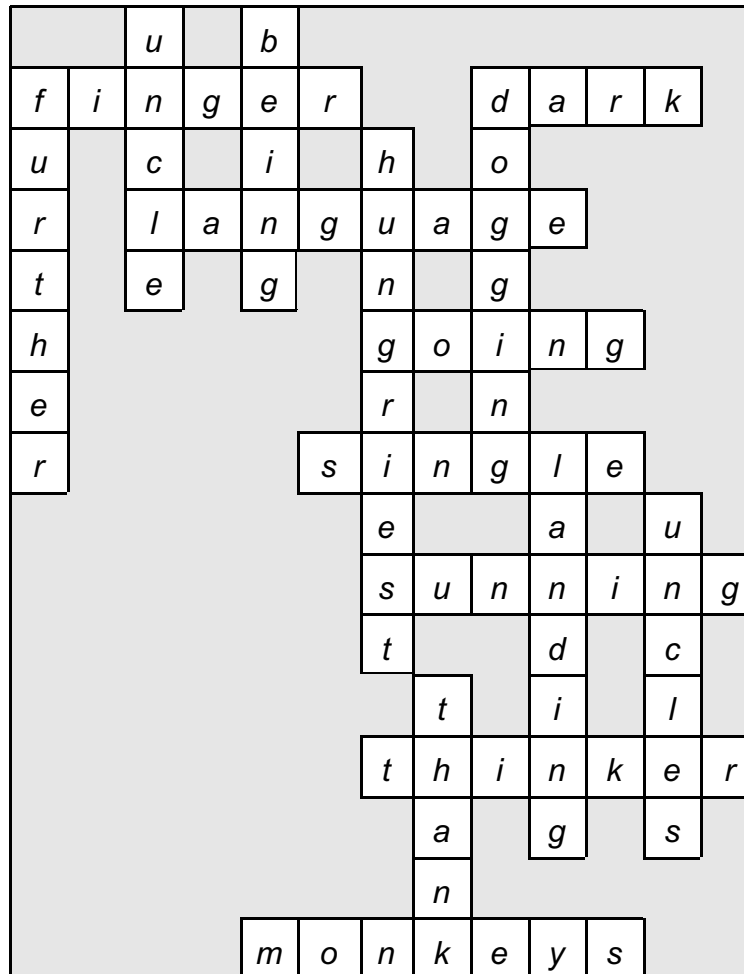 u b
f i n g e r d a r k
u c i h o
r l a n g u a g e
t e g n g
h g o i n g
e r n
r s i n g l e
e a u
s u n n i n g
t d c
t i l
t h i n k e r
a g s
n
m o n k e y s